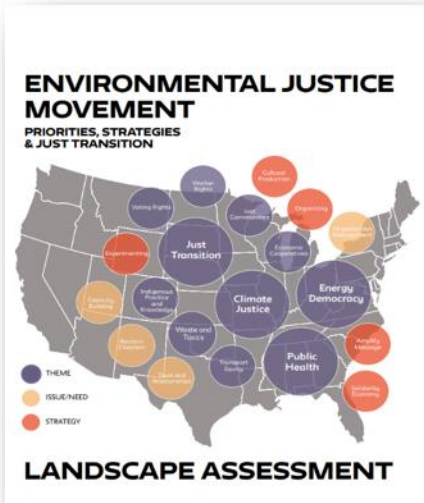 ENVIRONMENTAL JUSTICE
MOVEMENT
PRIORITIES, STRATEGIES
& JUST TRANSITION
Cultural
Production
Worker
Rights
Voting Rights
Organizing
Just
Transition
Economic
Cooperatives
Experimenting
Energy
Democracy
Indigenous
Practice
and
Knowledge
Climate
Justice
Capacity
Building
Waste and
Toxics
Public
Health
Transport
Equity
Amplify
Message
Solidarity
Economy
THEME
ISSUE/NEED
STRATEGY
LANDSCAPE ASSESSMENT